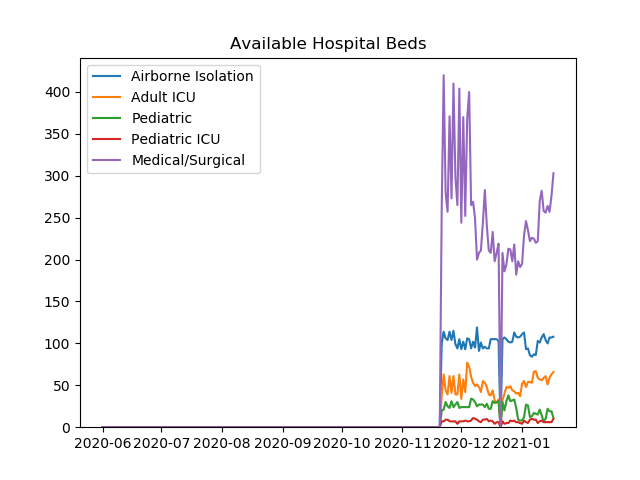 Available Hospital Beds
Airborne Isolation
Adult ICU
Pediatric
Pediatric ICU
Medical/Surgical
400
350
300
250
200
150
100
50
0
2020-06 2020-07 2020-08 2020-09 2020-10 2020-11 2020-12 2021-01